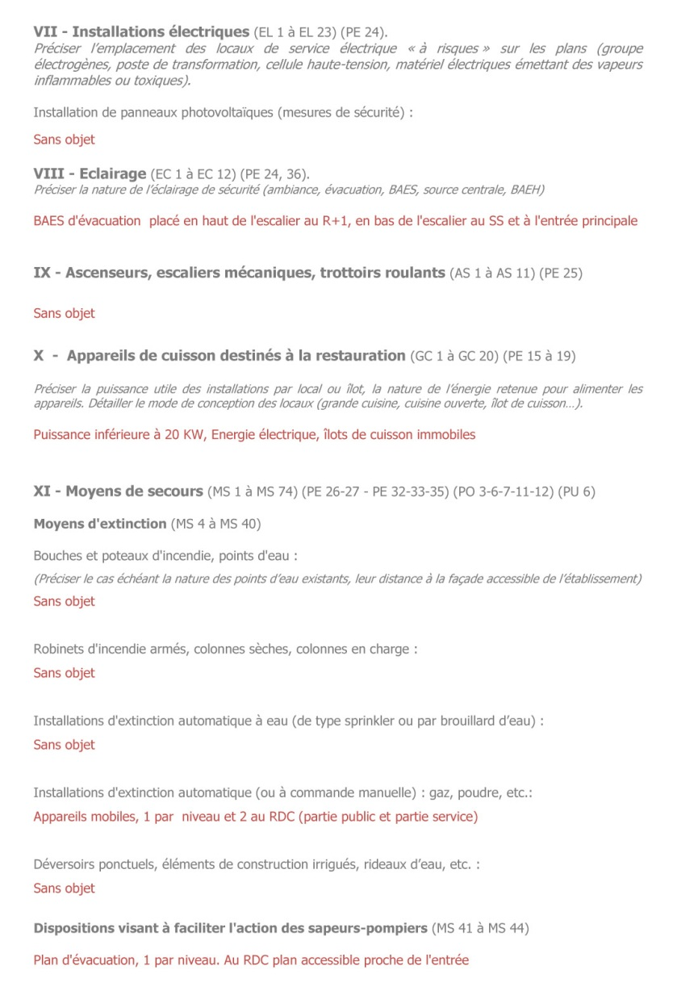 VII - Installations électriques (EL 1 à EL 23) (PE 24).
Préciser l’emplacement des locaux de service électrique « à risques » sur les plans (groupe
électrogènes, poste de transformation, cellule haute-tension, matériel électriques émettant des vapeurs
inflammables ou toxiques).
Installation de panneaux photovoltaïques (mesures de sécurité) :
Sans objet
VIII - Eclairage (EC 1 à EC 12) (PE 24, 36).
Préciser la nature de l’éclairage de sécurité (ambiance, évacuation, BAES, source centrale, BAEH)
BAES d'évacuation  placé en haut de l'escalier au R+1, en bas de l'escalier au SS et à l'entrée principale
IX - Ascenseurs, escaliers mécaniques, trottoirs roulants (AS 1 à AS 11) (PE 25)
Sans objet
X  -  Appareils de cuisson destinés à la restauration (GC 1 à GC 20) (PE 15 à 19)
Préciser la puissance utile des installations par local ou îlot, la nature de l’énergie retenue pour alimenter les
appareils. Détailler le mode de conception des locaux (grande cuisine, cuisine ouverte, îlot de cuisson…).
Puissance inférieure à 20 KW, Energie électrique, îlots de cuisson immobiles
XI - Moyens de secours (MS 1 à MS 74) (PE 26-27 - PE 32-33-35) (PO 3-6-7-11-12) (PU 6)
Moyens d'extinction (MS 4 à MS 40)
Bouches et poteaux d'incendie, points d'eau :
(Préciser le cas échéant la nature des points d’eau existants, leur distance à la façade accessible de l’établissement)
Sans objet
Robinets d'incendie armés, colonnes sèches, colonnes en charge :
Sans objet
Installations d'extinction automatique à eau (de type sprinkler ou par brouillard d’eau) :
Sans objet
Installations d'extinction automatique (ou à commande manuelle) : gaz, poudre, etc.:
Appareils mobiles, 1 par  niveau et 2 au RDC (partie public et partie service)
Déversoirs ponctuels, éléments de construction irrigués, rideaux d’eau, etc. :
Sans objet
Dispositions visant à faciliter l'action des sapeurs-pompiers (MS 41 à MS 44)
Plan d'évacuation, 1 par niveau. Au RDC plan accessible proche de l'entrée